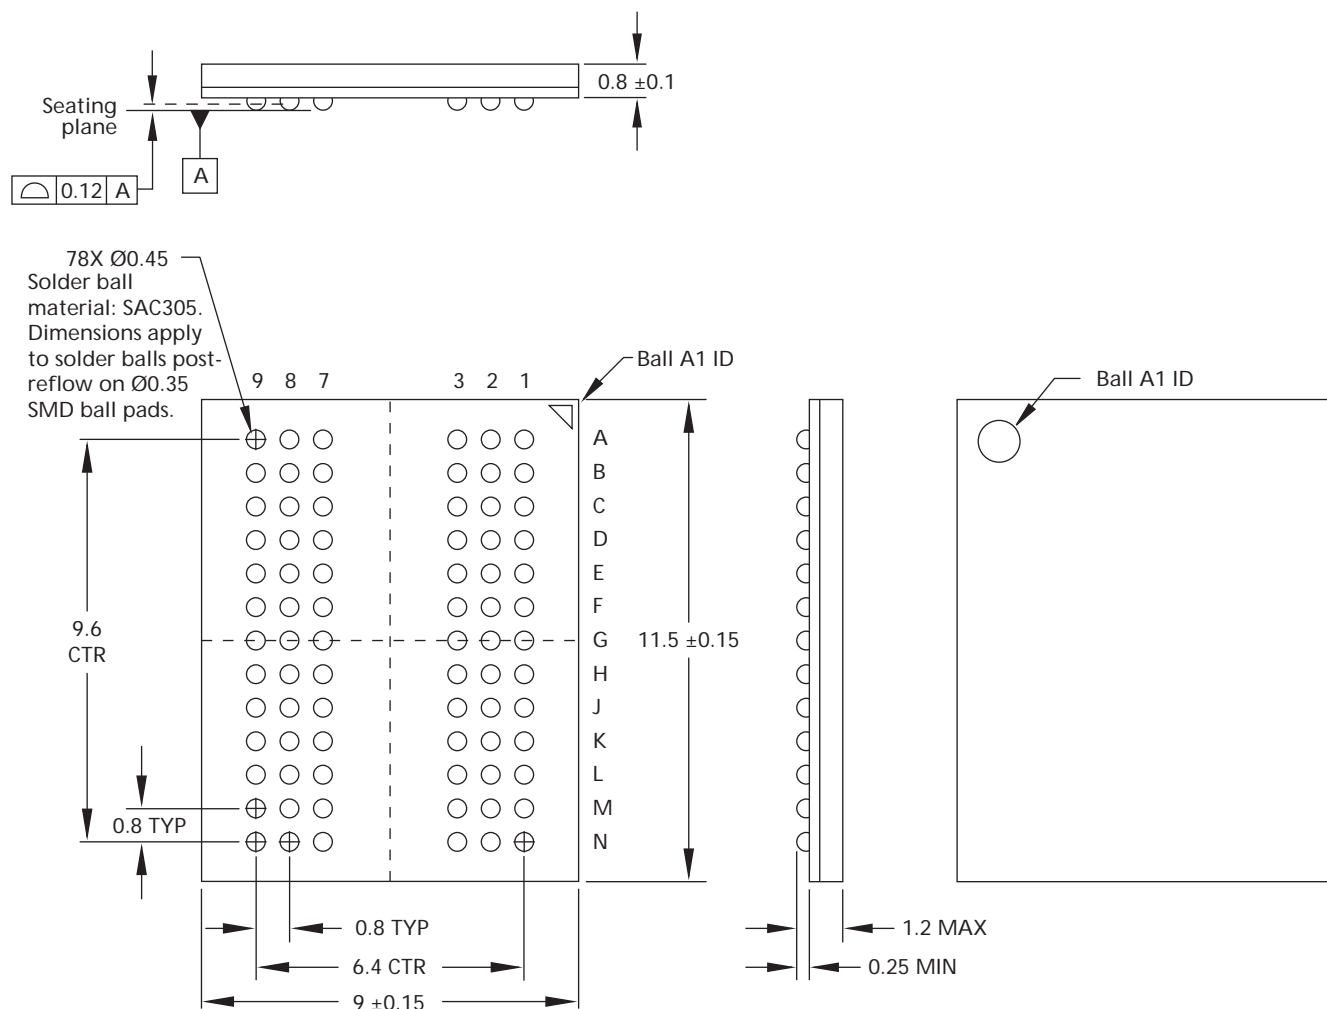 0.8 ±0.1
Seating
plane
A
0.12 A
78X Ø0.45
Solder ball
material: SAC305.
Dimensions apply
to solder balls post-
reflow on Ø0.35
SMD ball pads.
Ball A1 ID
Ball A1 ID
9 8 7 3 2 1
A
B
C
D
E
F
G
H
J
K
L
M
N
9.6
CTR
11.5 ±0.15
0.8 TYP
0.8 TYP
6.4 CTR
9 ±0.15
1.2 MAX
0.25 MIN